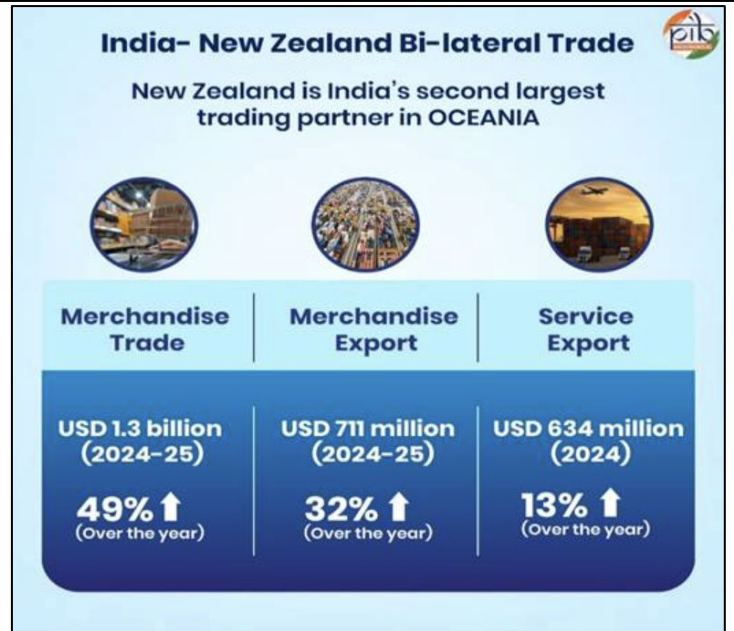 India- New Zealand Bi-lateral Trade
pib
New Zealand is India's second largest
trading partner in OCEANIA
Merchandise
Trade
Merchandise
Export
Service
Export
USD 1.3 billion
(2024-25)
49%
(Over the year)
USD 711 million
(2024-25)
32%
(Over the year)
USD 634 million
(2024)
13%
(Over the year)